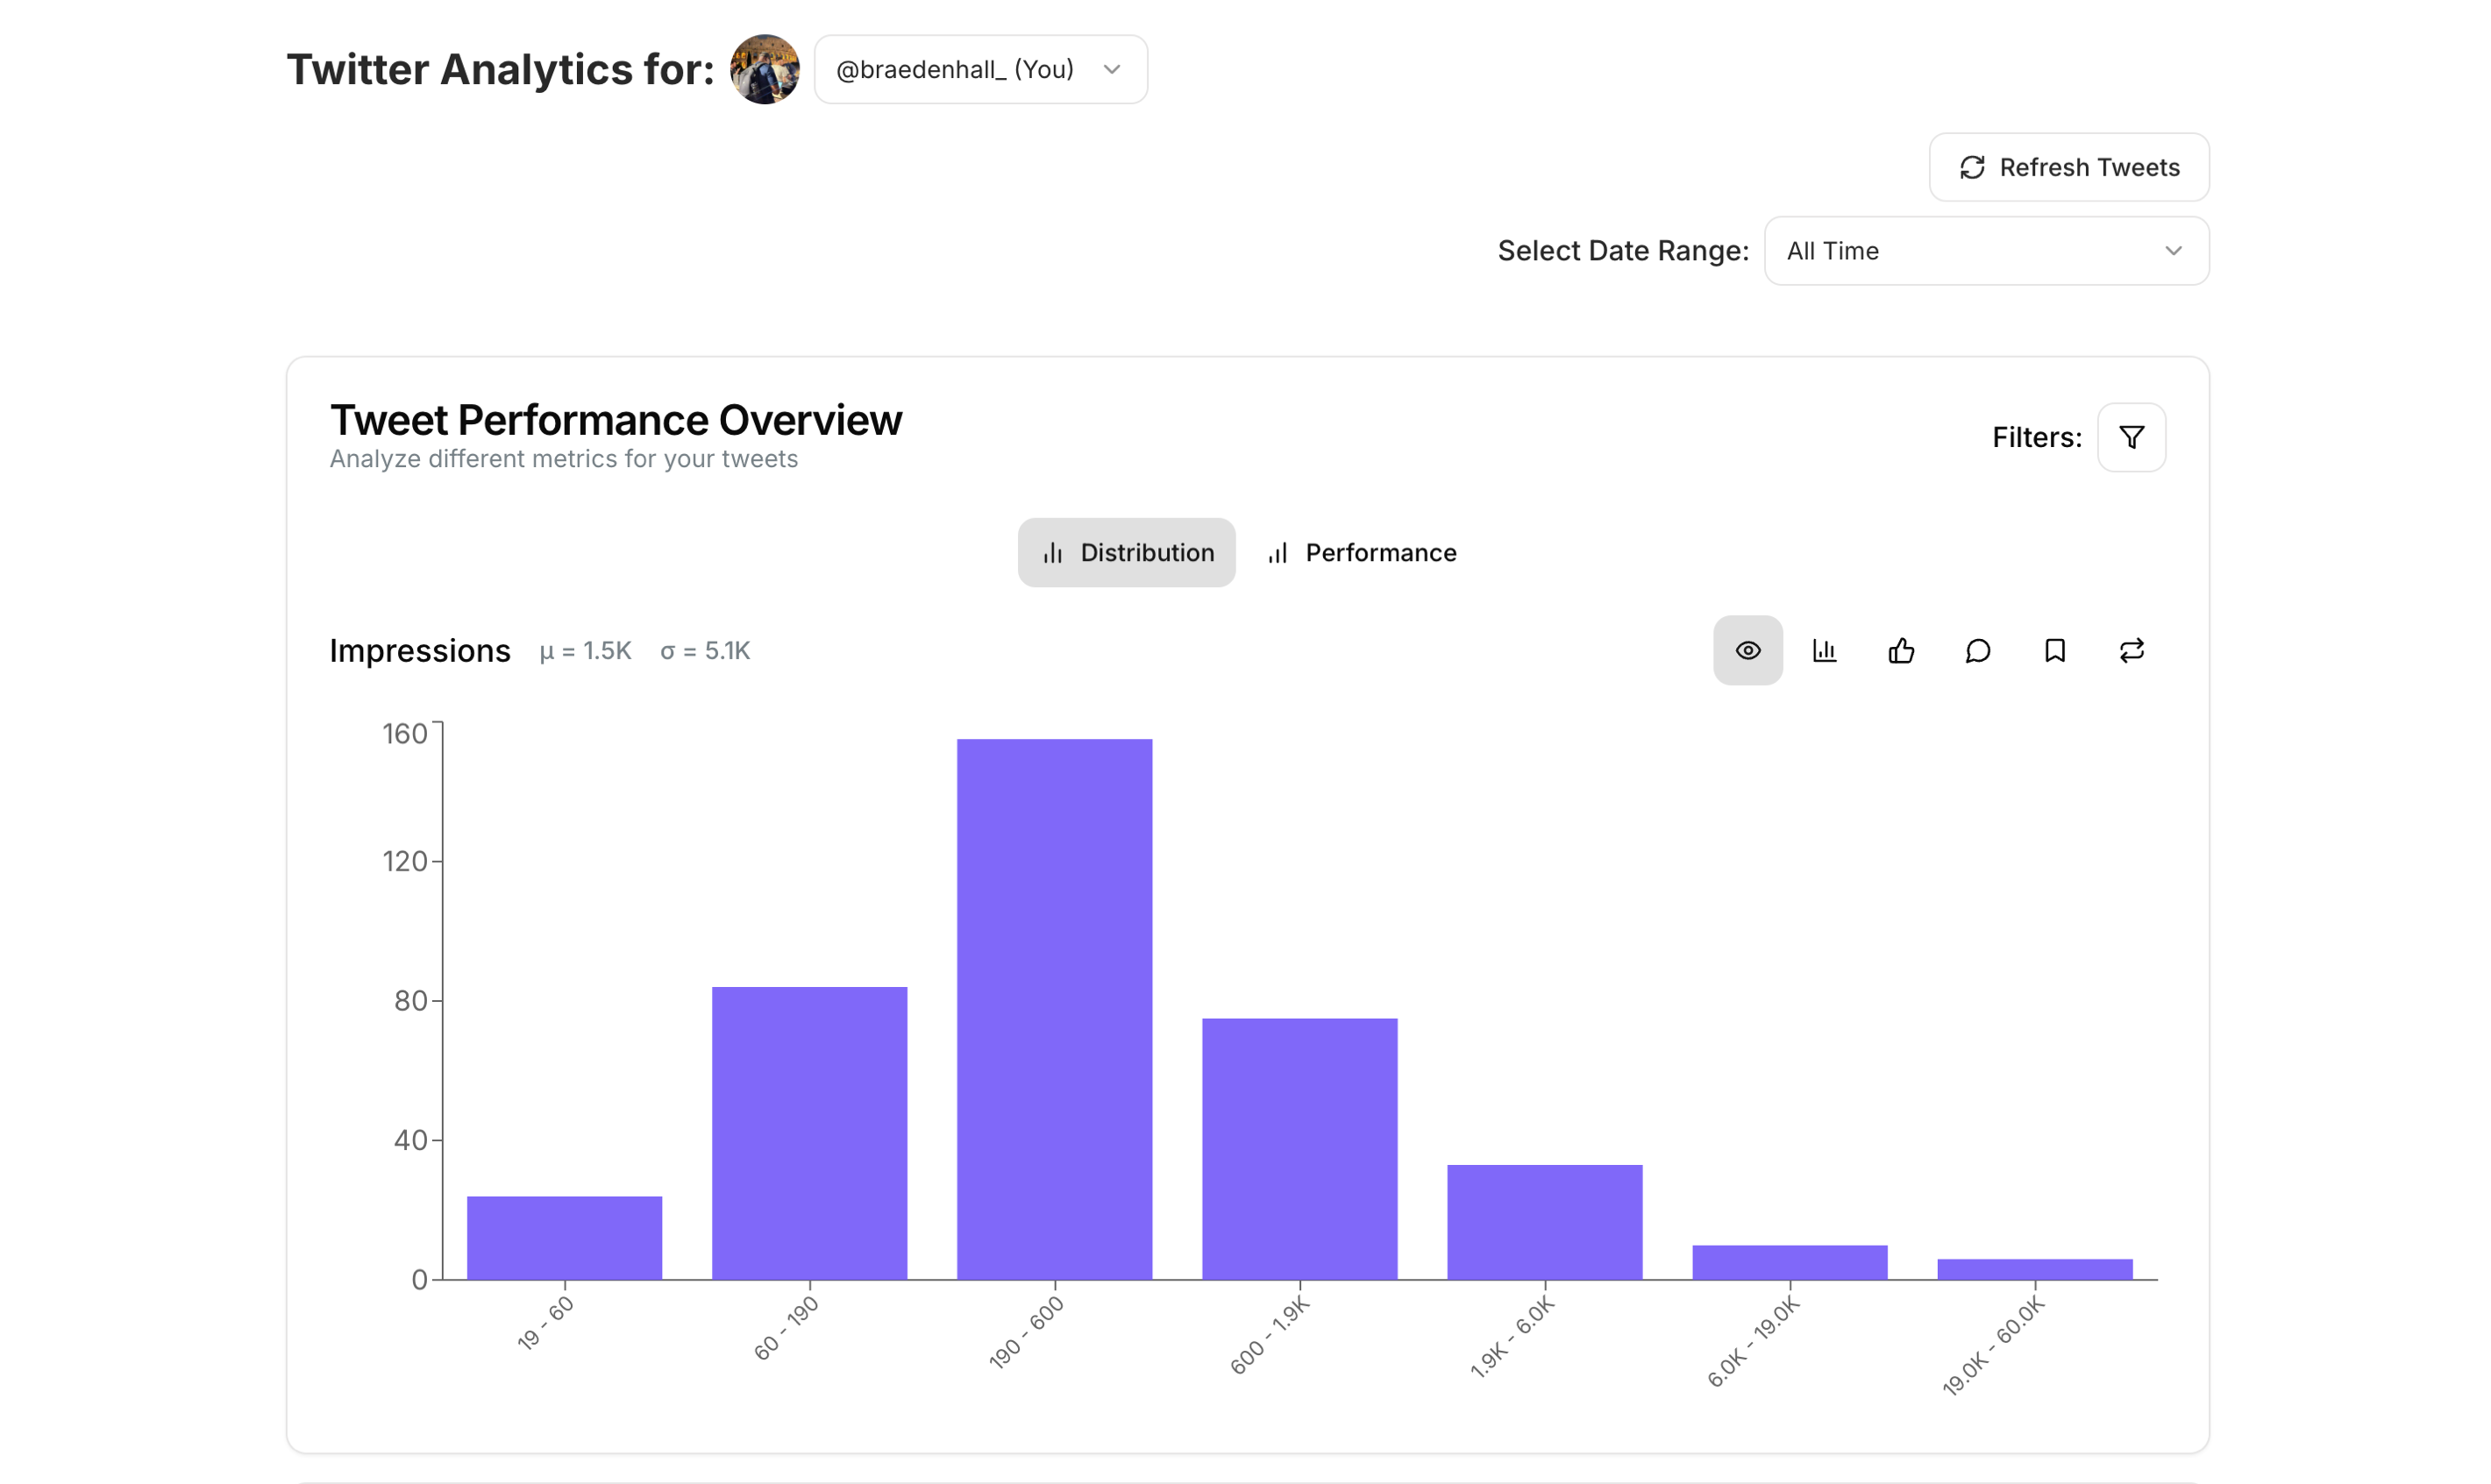 Twitter Analytics for: @braedenhall_ (You)
Refresh Tweets
Select Date Range: All Time
Tweet Performance Overview
Analyze different metrics for your tweets
Filters:
Distribution Performance
Impressions μ = 1.5K σ = 5.1K
160
120
80
40
0
19 - 60
60 - 190
190 - 600
600 - 1.9K
1.9K - 6.0K
6.0K - 19.0K
19.0K - 60.0K